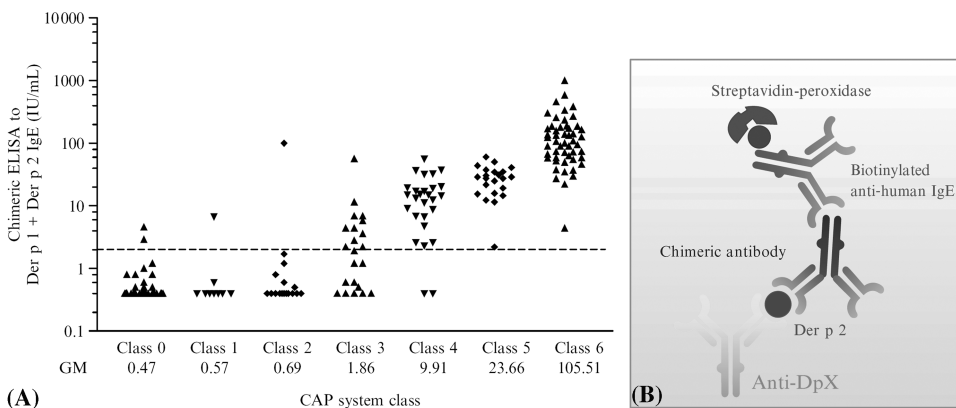 Chimeric ELISA to
Der p 1 + Der p 2 IgE (IU/mL)
10 000
1000
100
10
1
0.1
Class 0 Class 1 Class 2 Class 3 Class 4 Class 5 Class 6
GM 0.47 0.57 0.69 1.86 9.91 23.66 105.51
CAP system class
(A)
Streptavidin-peroxidase
Biotinylated
anti-human IgE
Chimeric antibody
Der p 2
Anti-DpX
(B)